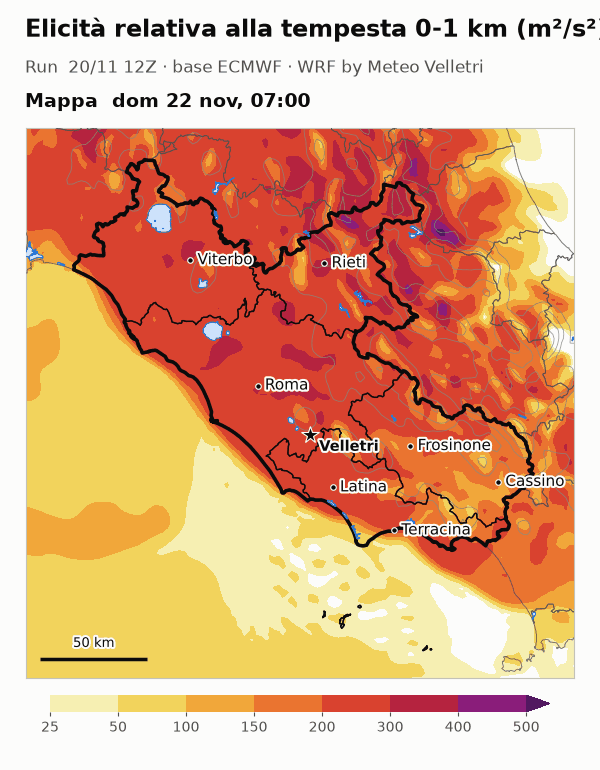 Elicità relativa alla tempesta 0-1 km (m²/s²)
Run 20/11 12Z · base ECMWF · WRF by Meteo Velletri
Mappa dom 22 nov, 07:00
Viterbo
Rieti
Roma
Velletri
Frosinone
Latina
Cassino
Terracina
50 km
25 50 100 150 200 300 400 500